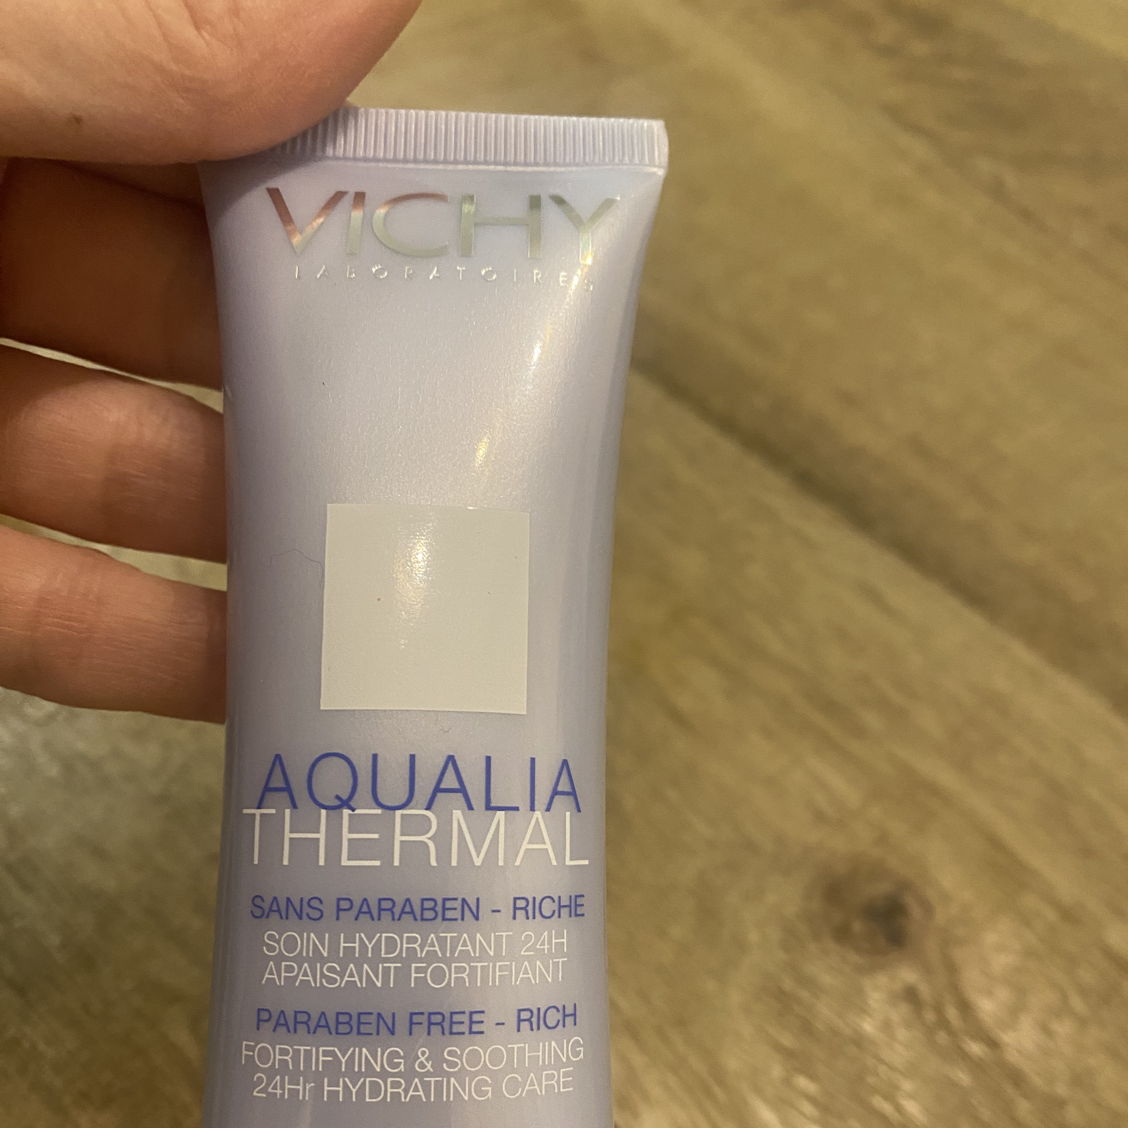 VICHY
LABORATOIRES
AQUALIA
THERMAL
SANS PARABEN - RICHE
SOIN HYDRATANT 24H
APAISANT FORTIFIANT
PARABEN FREE - RICH
FORTIFYING & SOOTHING
24Hr HYDRATING CARE